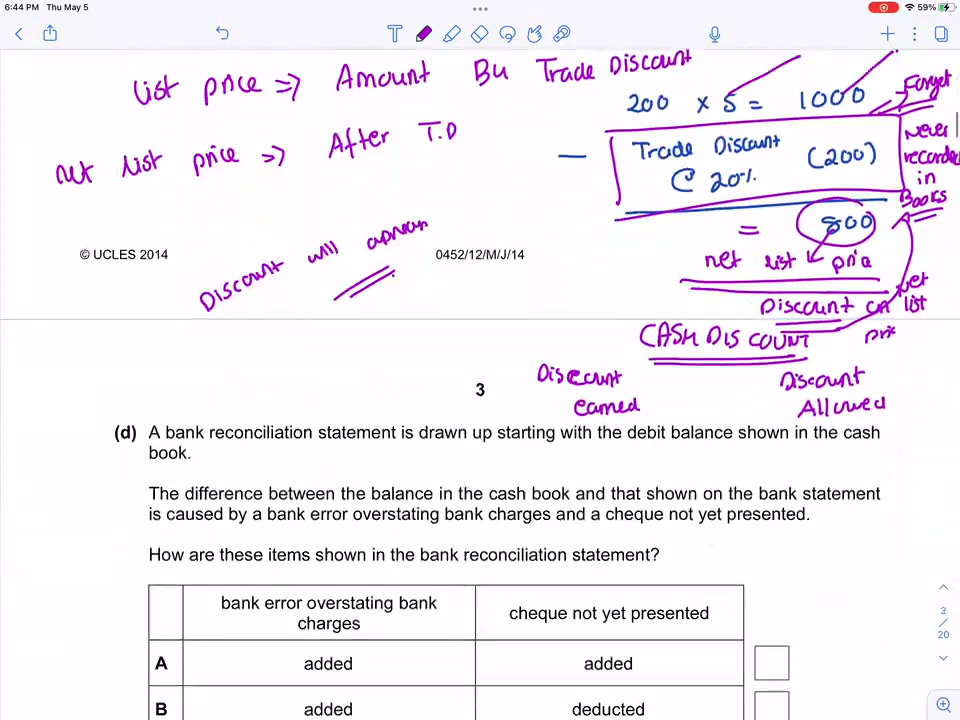 6:44 PM Thu May 5
59%
List price => Amount B4 Trade Discount
200 x 5 = 1000
Forget
net list price => After T.D
— Trade Discount (200)
@ 20%
Never
recorded
in
Books
= 800
net list price
Discount will appear
© UCLES 2014
0452/12/M/J/14
Discount on
net
list
CASH DISCOUNT
Discount
earned
Discount
Allowed
3
(d) A bank reconciliation statement is drawn up starting with the debit balance shown in the cash
book.
The difference between the balance in the cash book and that shown on the bank statement
is caused by a bank error overstating bank charges and a cheque not yet presented.
How are these items shown in the bank reconciliation statement?
bank error overstating bank
charges
cheque not yet presented
A added added
B added deducted
2
/
20